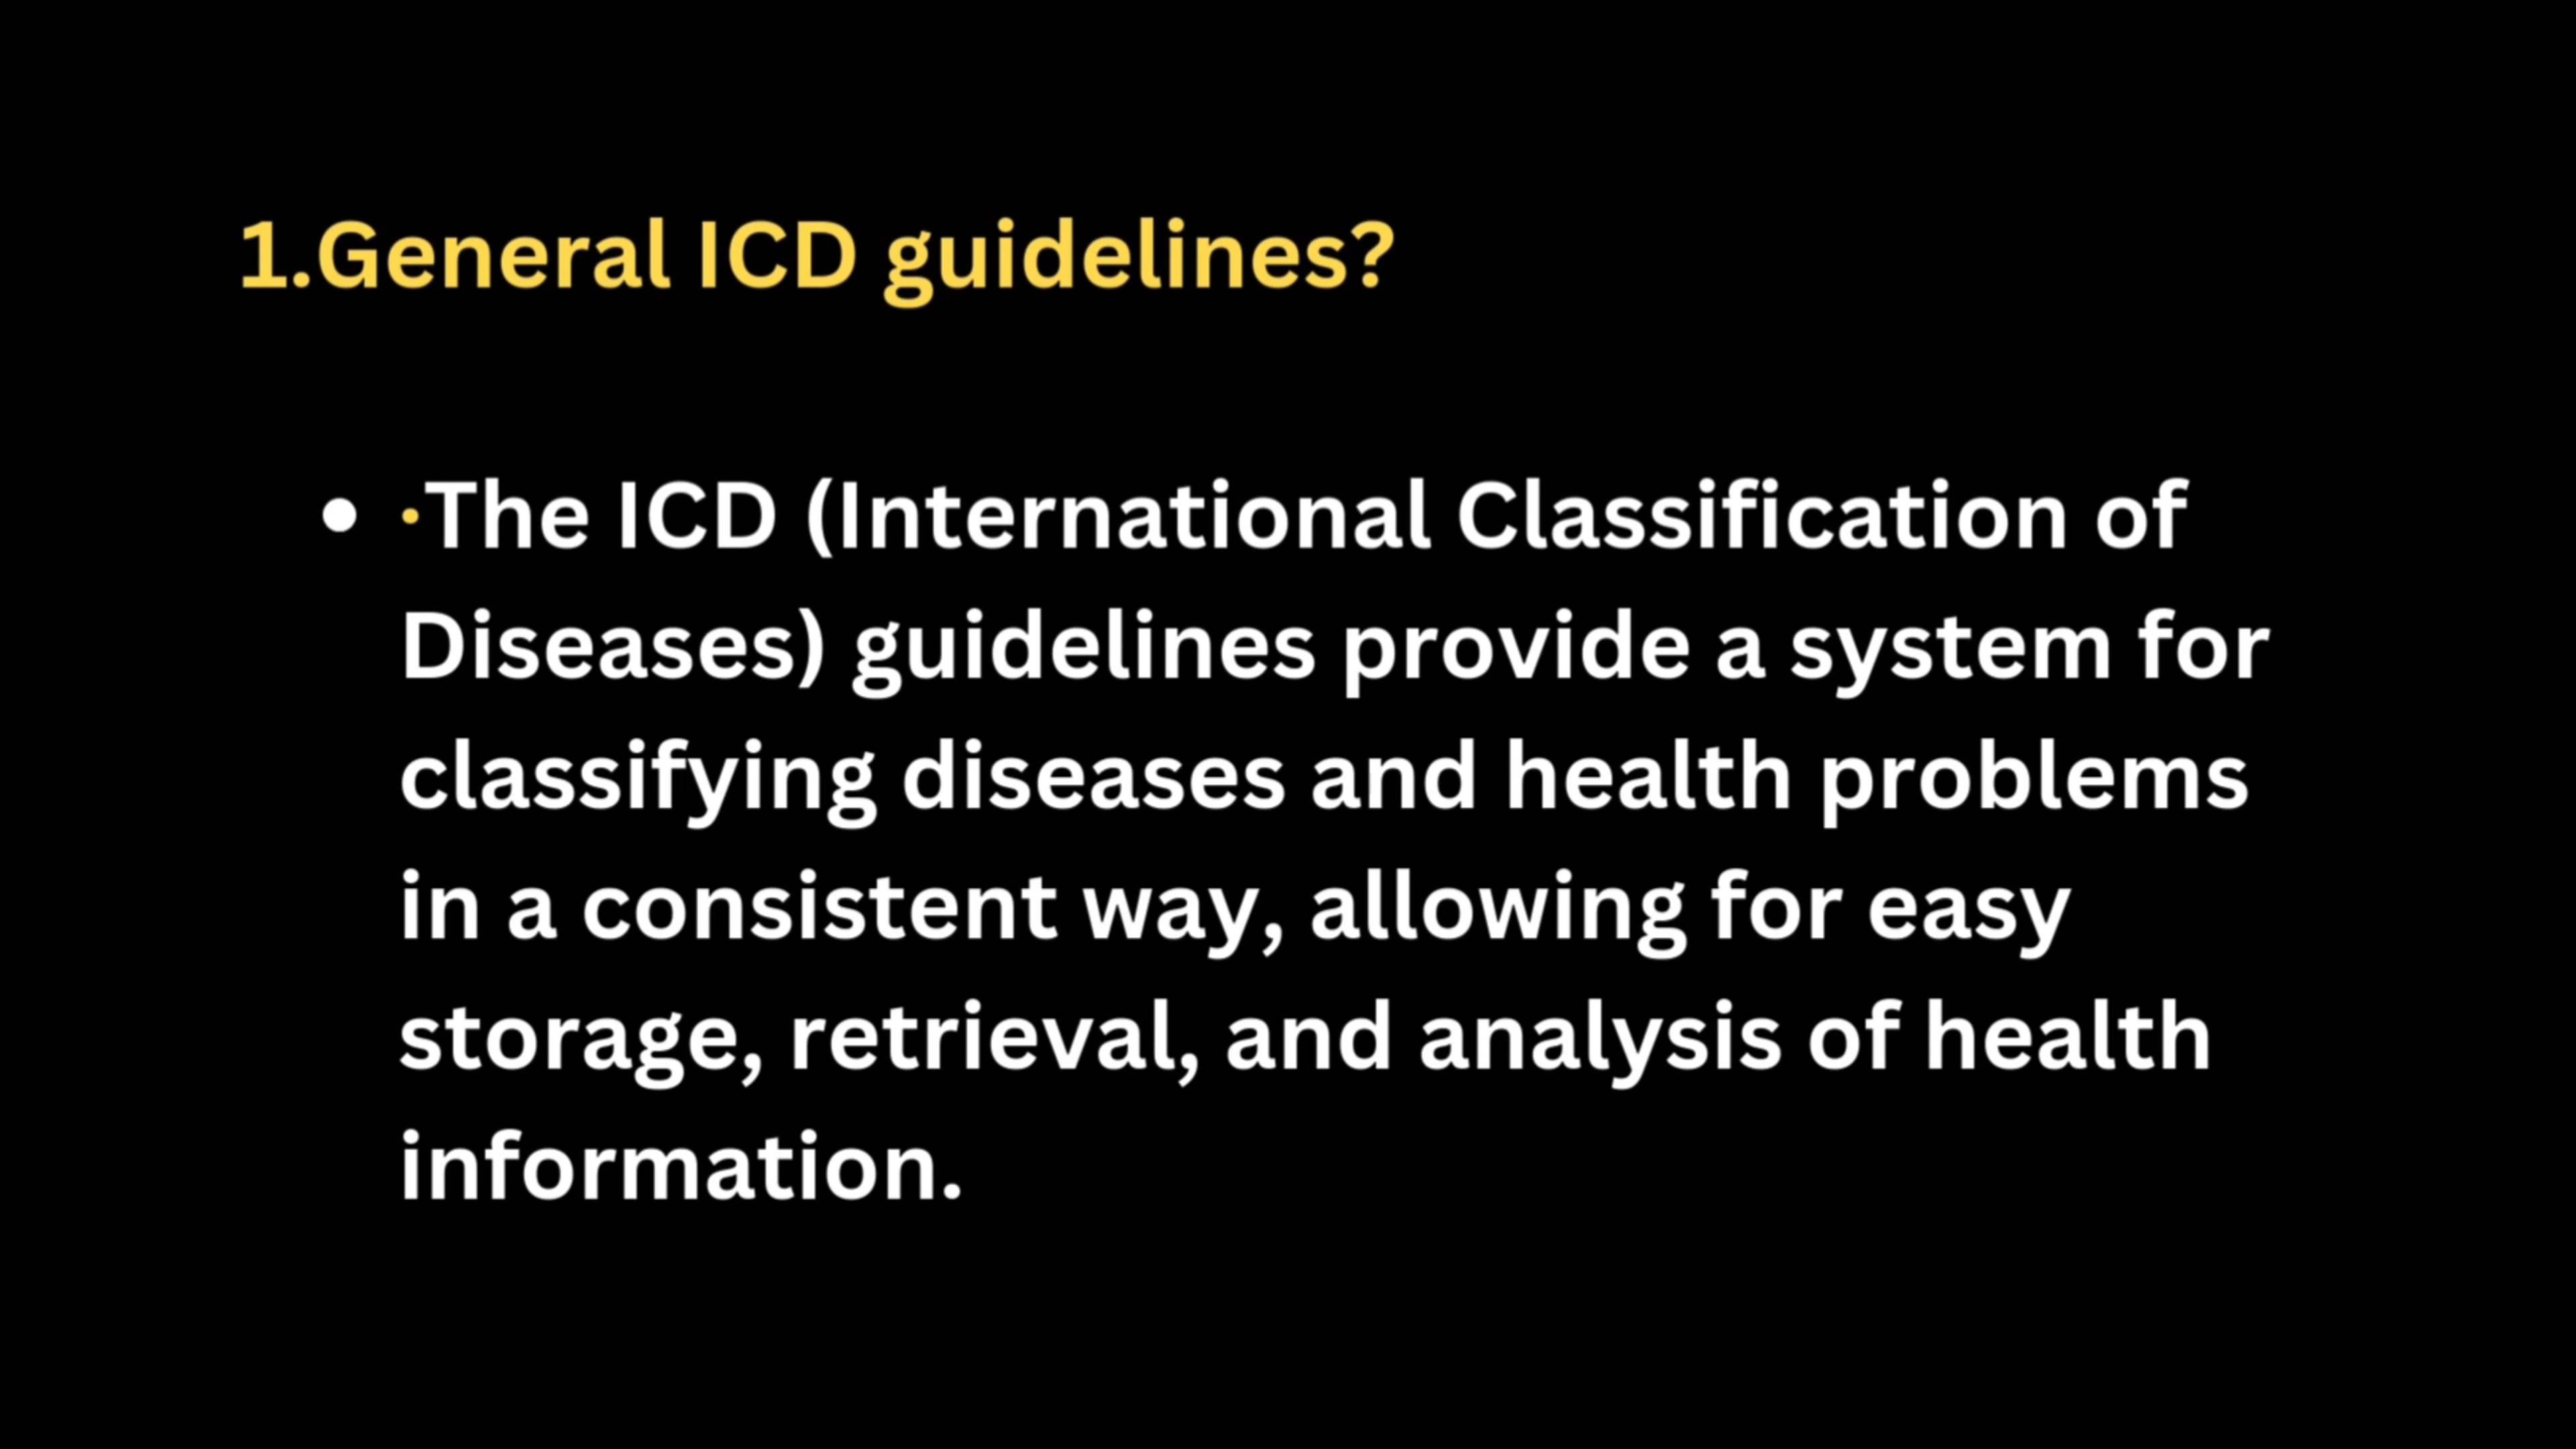 1.General ICD guidelines?
• ·The ICD (International Classification of
Diseases) guidelines provide a system for
classifying diseases and health problems
in a consistent way, allowing for easy
storage, retrieval, and analysis of health
information.